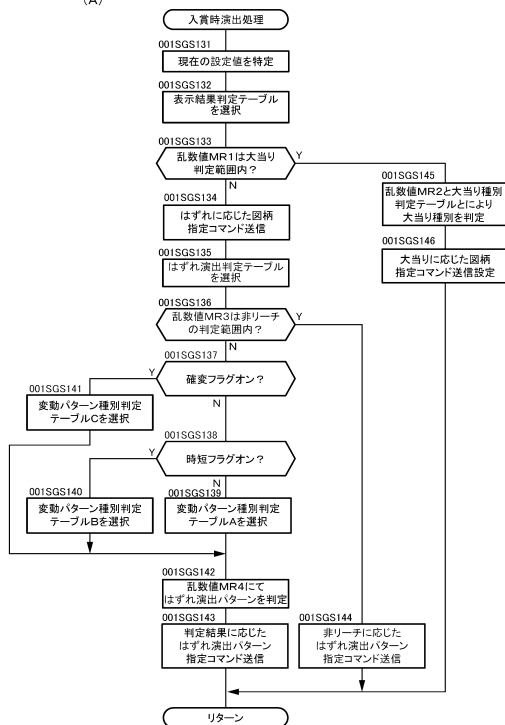 (A)
入賞時演出処理
001SGS131
現在の設定値を特定
001SGS132
表示結果判定テーブル
を選択
001SGS133
乱数値MR1は大当り
判定範囲内?
Y
N
001SGS145
乱数値MR2と大当り種別
判定テーブルとにより
大当り種別を判定
001SGS134
はずれに応じた図柄
指定コマンド送信
001SGS146
大当りに応じた図柄
指定コマンド送信設定
001SGS135
はずれ演出判定テーブル
を選択
001SGS136
乱数値MR3は非リーチ
の判定範囲内?
Y
N
001SGS137
確変フラグオン?
Y
N
001SGS141
変動パターン種別判定
テーブルCを選択
001SGS138
時短フラグオン?
Y
N
001SGS140
変動パターン種別判定
テーブルBを選択
001SGS139
変動パターン種別判定
テーブルAを選択
001SGS142
乱数値MR4にて
はずれ演出パターンを判定
001SGS143
判定結果に応じた
はずれ演出パターン
指定コマンド送信
001SGS144
非リーチに応じた
はずれ演出パターン
指定コマンド送信
リターン